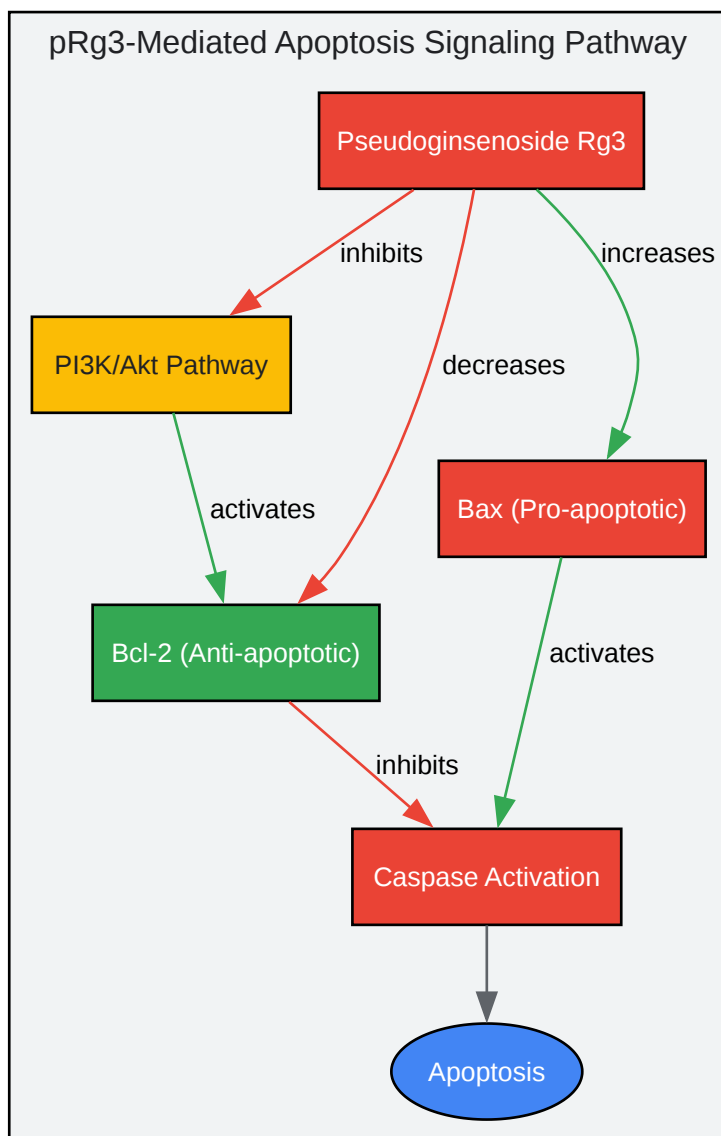 pRg3-Mediated Apoptosis Signaling Pathway
Pseudoginsenoside Rg3
inhibits
increases
PI3K/Akt Pathway
decreases
activates
Bax (Pro-apoptotic)
Bcl-2 (Anti-apoptotic)
activates
inhibits
Caspase Activation
Apoptosis